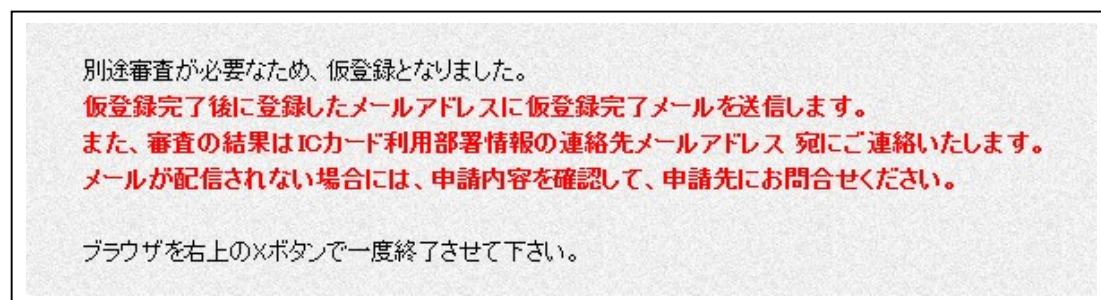 別途審査が必要なため、仮登録となりました。
仮登録完了後に登録したメールアドレスに仮登録完了メールを送信します。
また、審査の結果はICカード利用部署情報の連絡先メールアドレス 宛にご連絡いたします。
メールが配信されない場合には、申請内容を確認して、申請先にお問合せください。
ブラウザを右上の×ボタンで一度終了させて下さい。